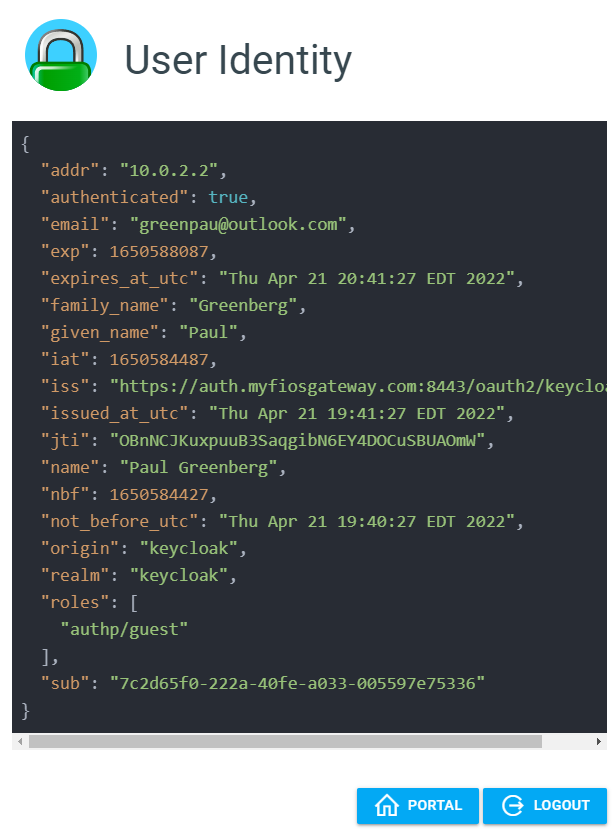 User Identity
{
"addr": "10.0.2.2",
"authenticated": true,
"email": "greenpau@outlook.com",
"exp": 1650588087,
"expires_at_utc": "Thu Apr 21 20:41:27 EDT 2022",
"family_name": "Greenberg",
"given_name": "Paul",
"iat": 1650584487,
"iss": "https://auth.myfiosgateway.com:8443/oauth2/keycloa
"issued_at_utc": "Thu Apr 21 19:41:27 EDT 2022",
"jti": "OBnNCJKuxpuuB3SaqgibN6EY4DOCuSBUAOmW",
"name": "Paul Greenberg",
"nbf": 1650584427,
"not_before_utc": "Thu Apr 21 19:40:27 EDT 2022",
"origin": "keycloak",
"realm": "keycloak",
"roles": [
"authp/guest"
],
"sub": "7c2d65f0-222a-40fe-a033-005597e75336"
}
PORTAL LOGOUT